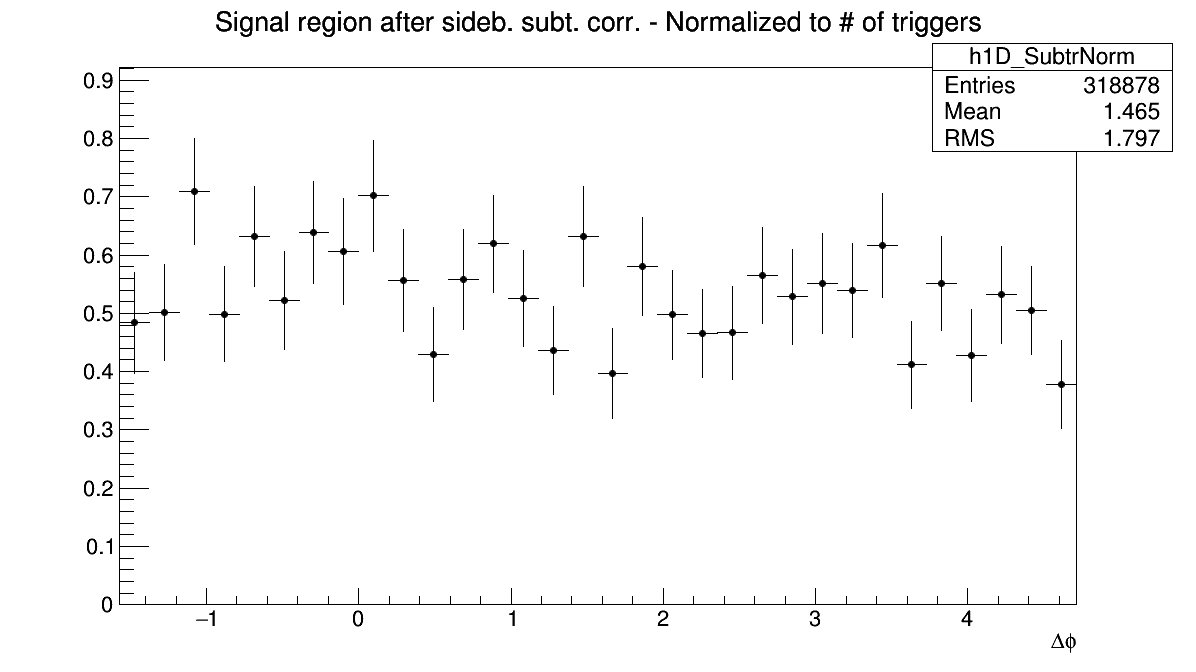 Signal region after sideb. subt. corr. - Normalized to # of triggers
h1D_SubtrNorm
Entries 318878
Mean 1.465
RMS 1.797
0.9
0.8
0.7
0.6
0.5
0.4
0.3
0.2
0.1
0
−1 0 1 2 3 4
Δϕ